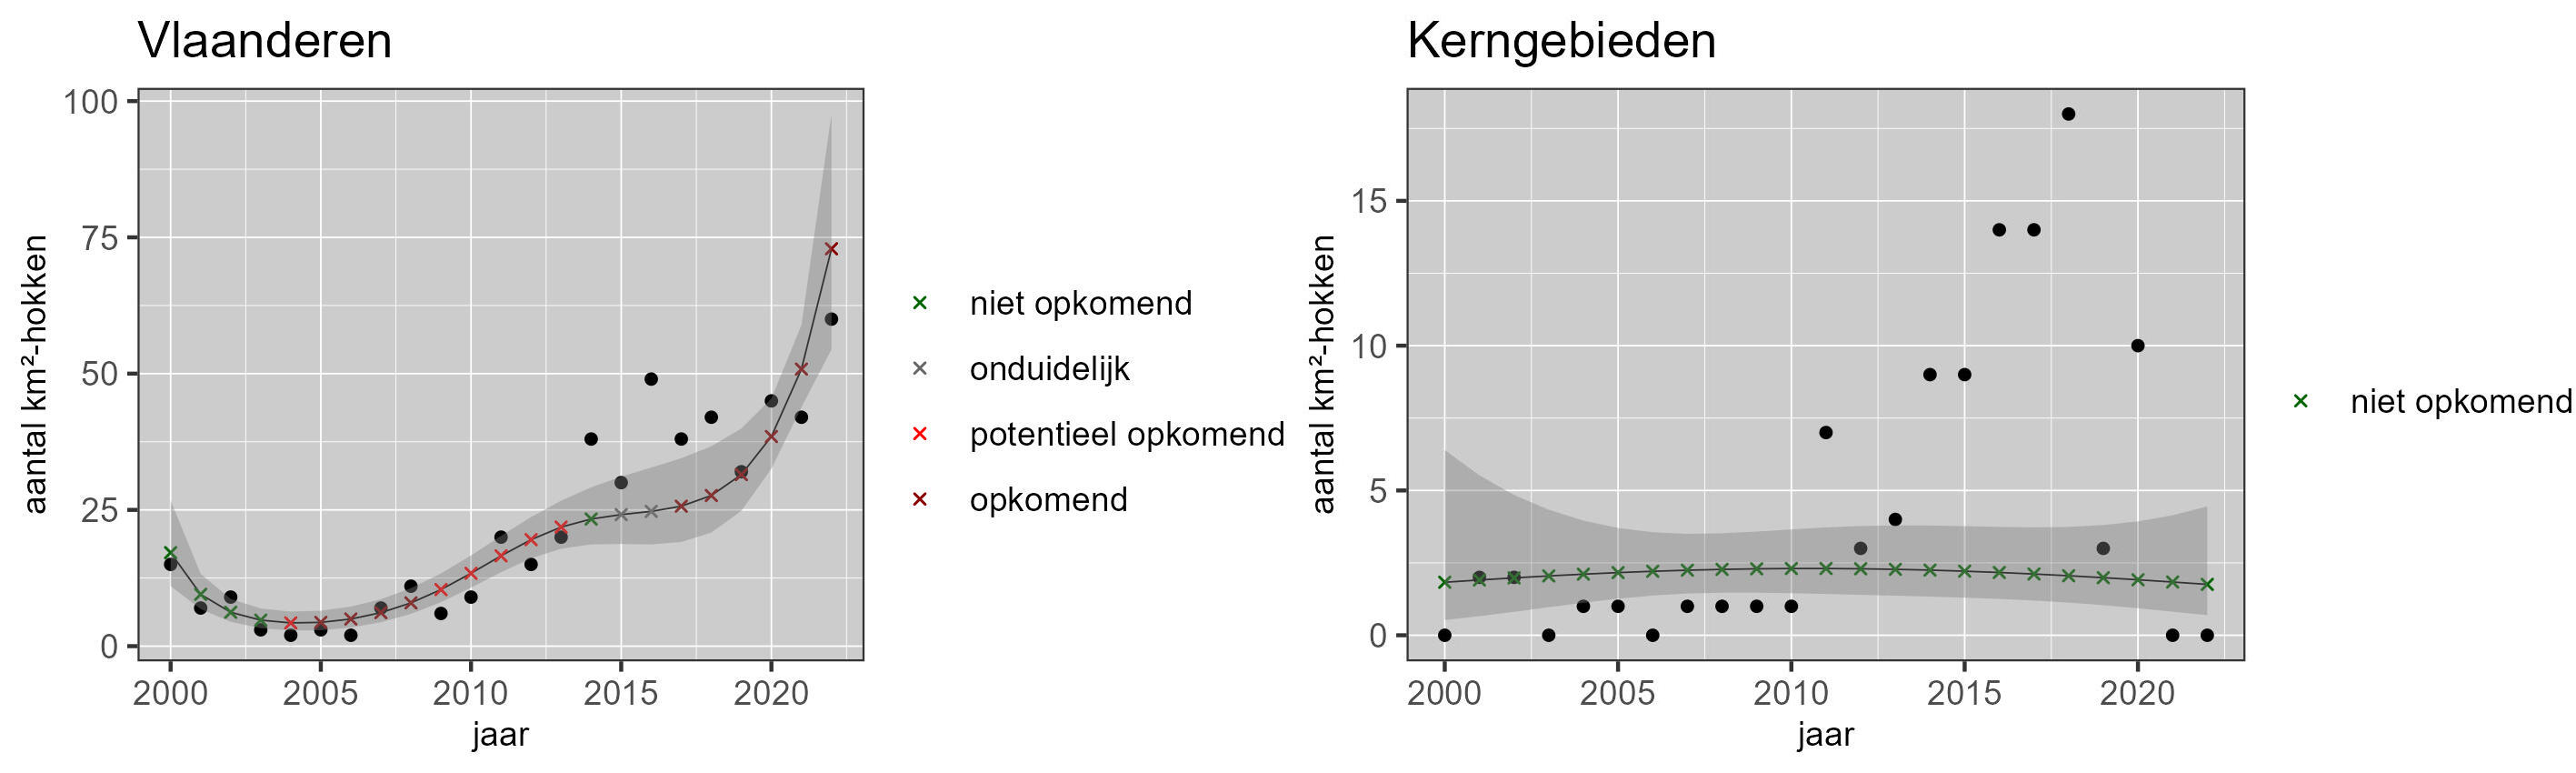 Vlaanderen
100
75
50
25
0
aantal km²-hokken
2000 2005 2010 2015 2020
jaar
niet opkomend
onduidelijk
potentieel opkomend
opkomend
Kerngebieden
15
10
5
0
aantal km²-hokken
2000 2005 2010 2015 2020
jaar
niet opkomend